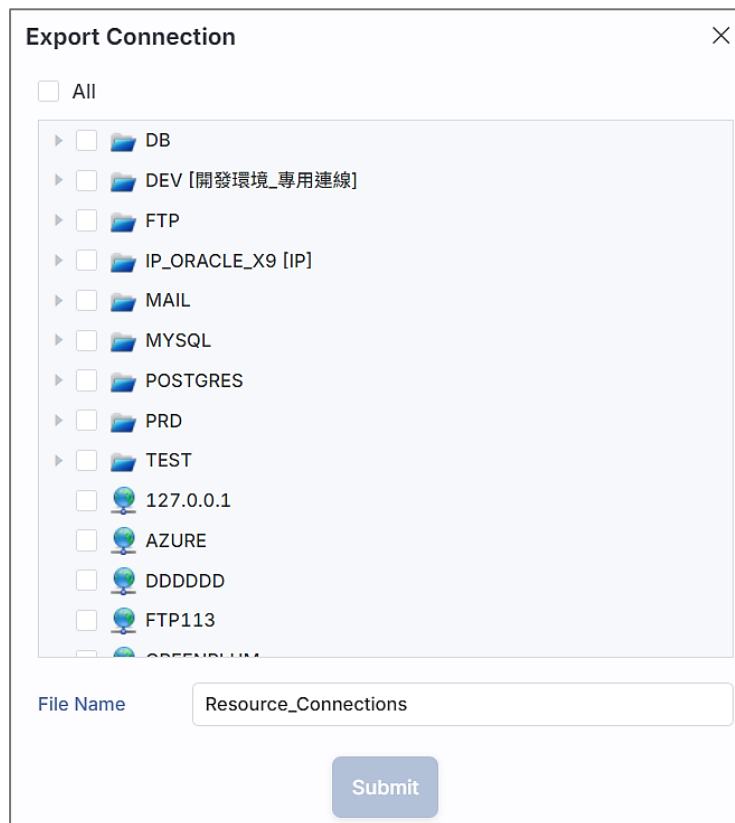 Export Connection
All
DB
DEV [開發環境_專用連線]
FTP
IP_ORACLE_X9 [IP]
MAIL
MYSQL
POSTGRES
PRD
TEST
127.0.0.1
AZURE
DDDDDD
FTP113
GREENPLUM
File Name
Resource_Connections
Submit